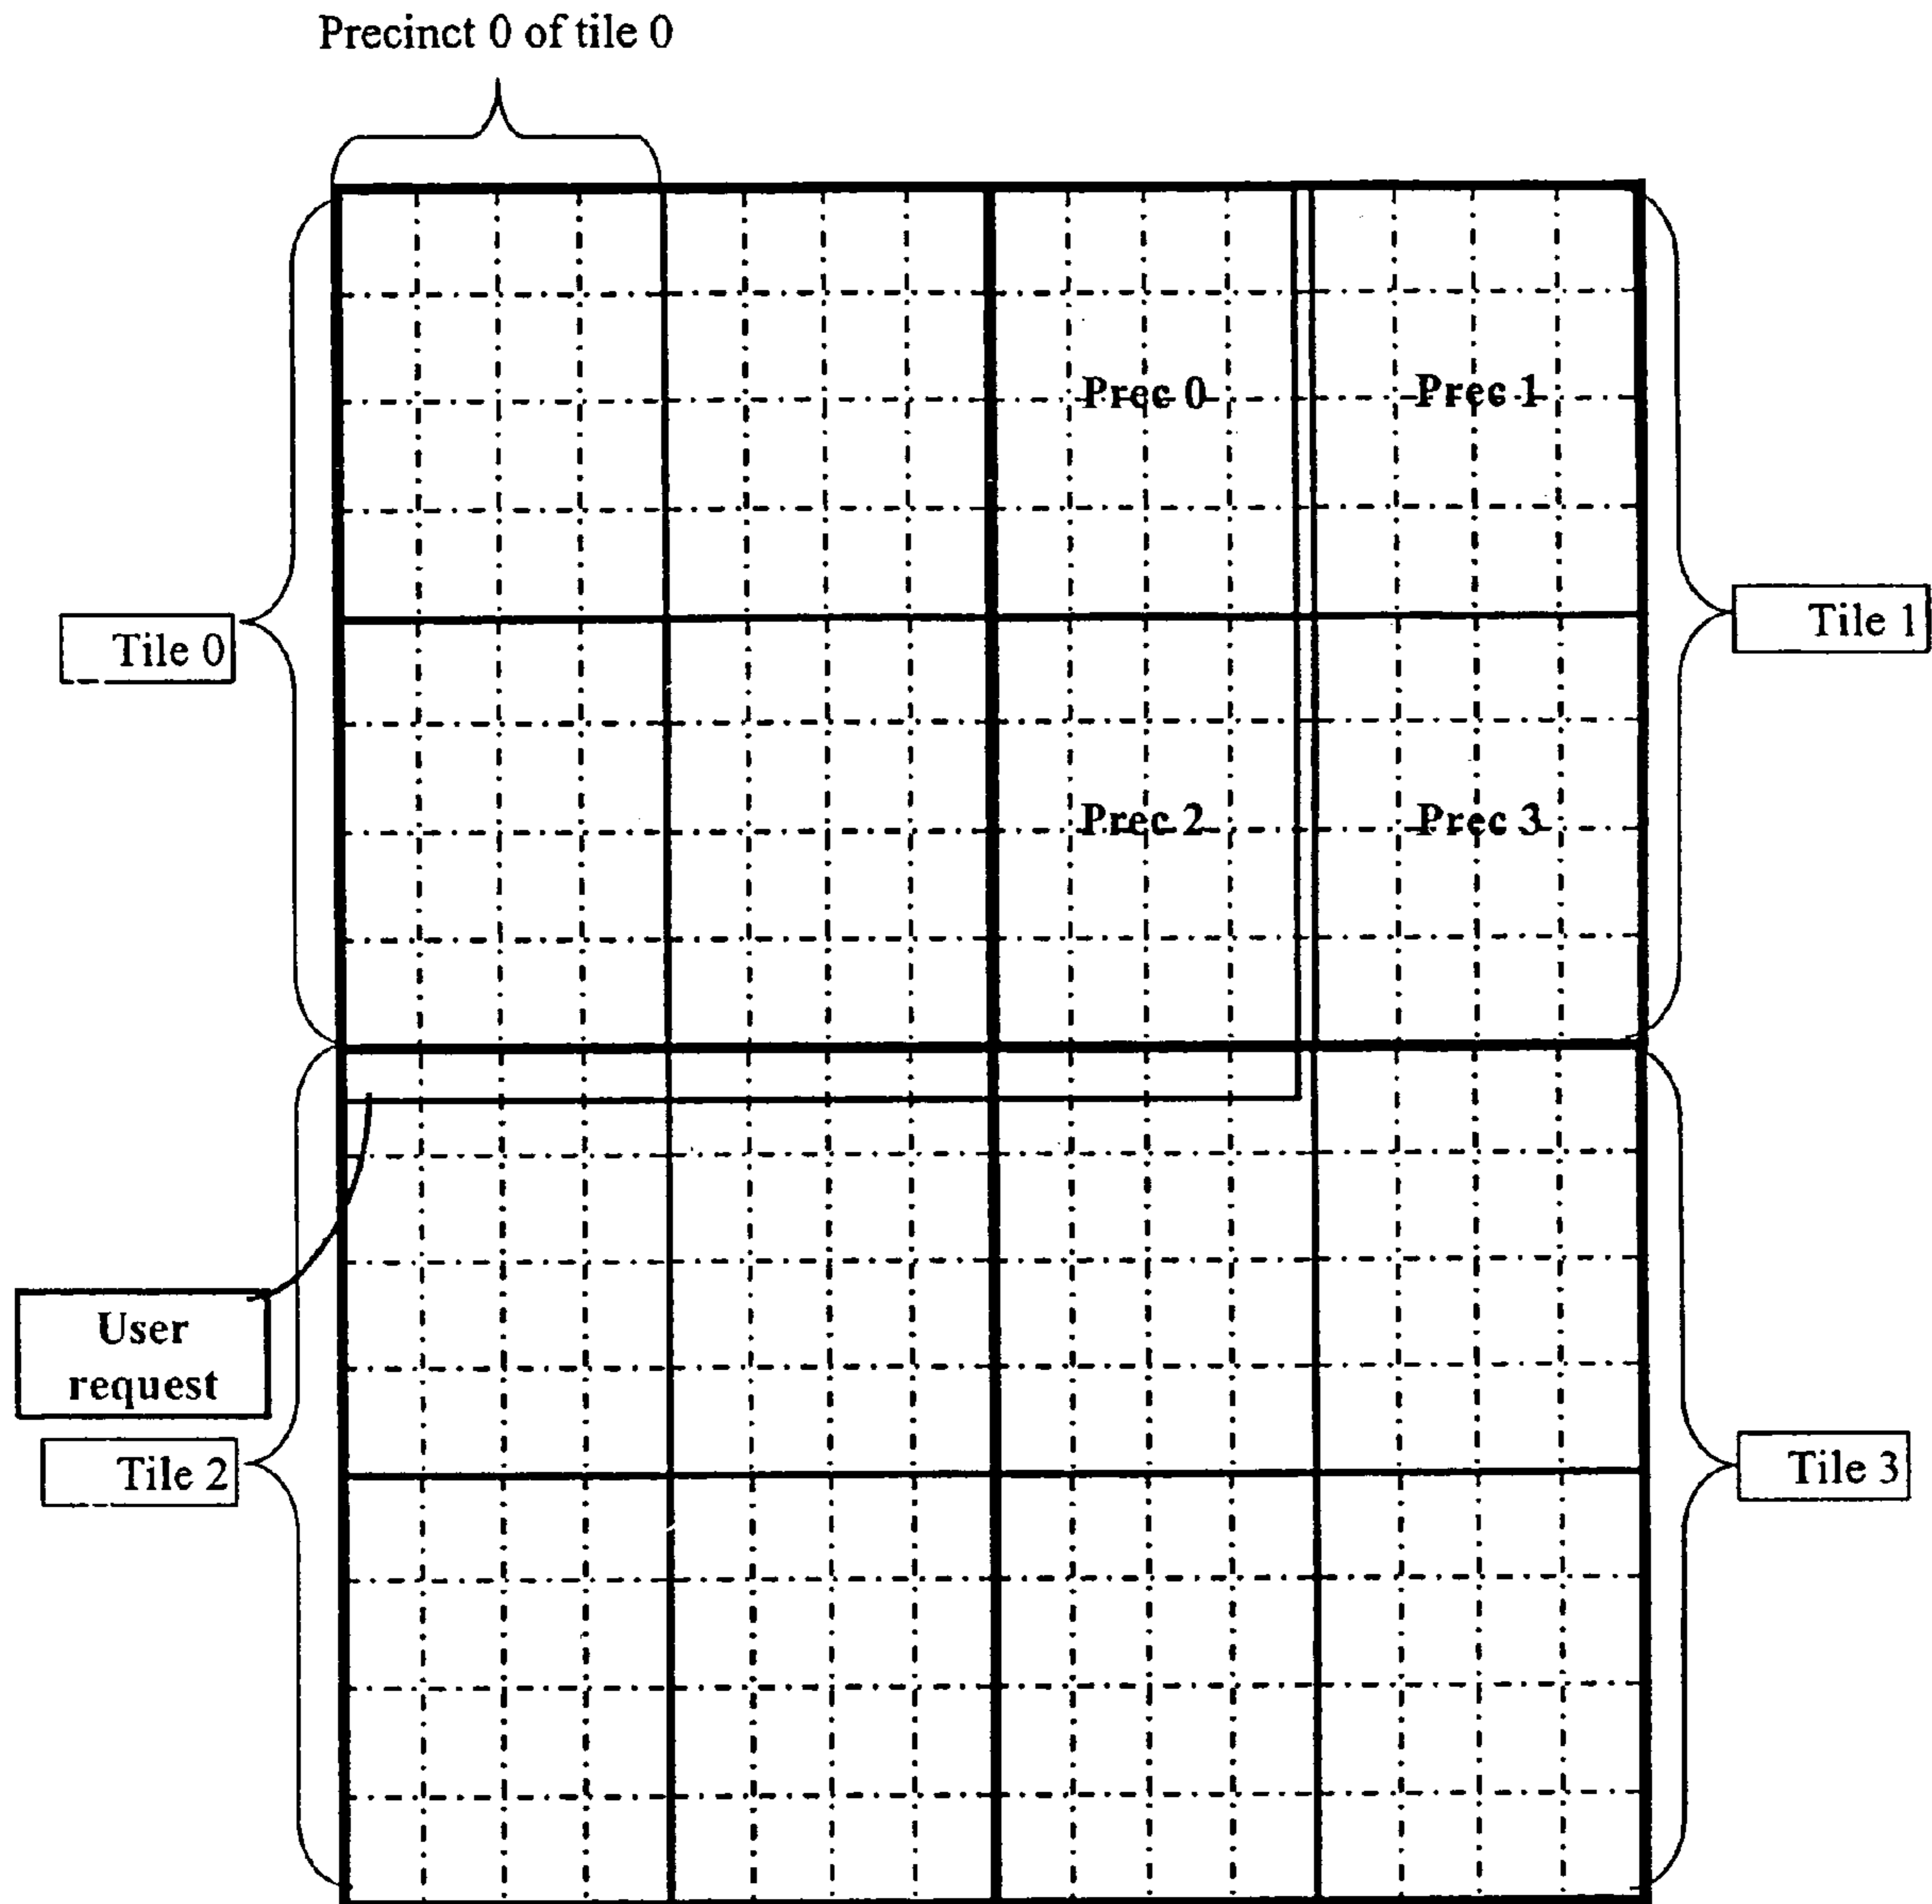 Precinct 0 of tile 0
Prec 0
Prec 1
Tile 0
Tile 1
Prec 2
Prec 3
User
request
Tile 2
Tile 3